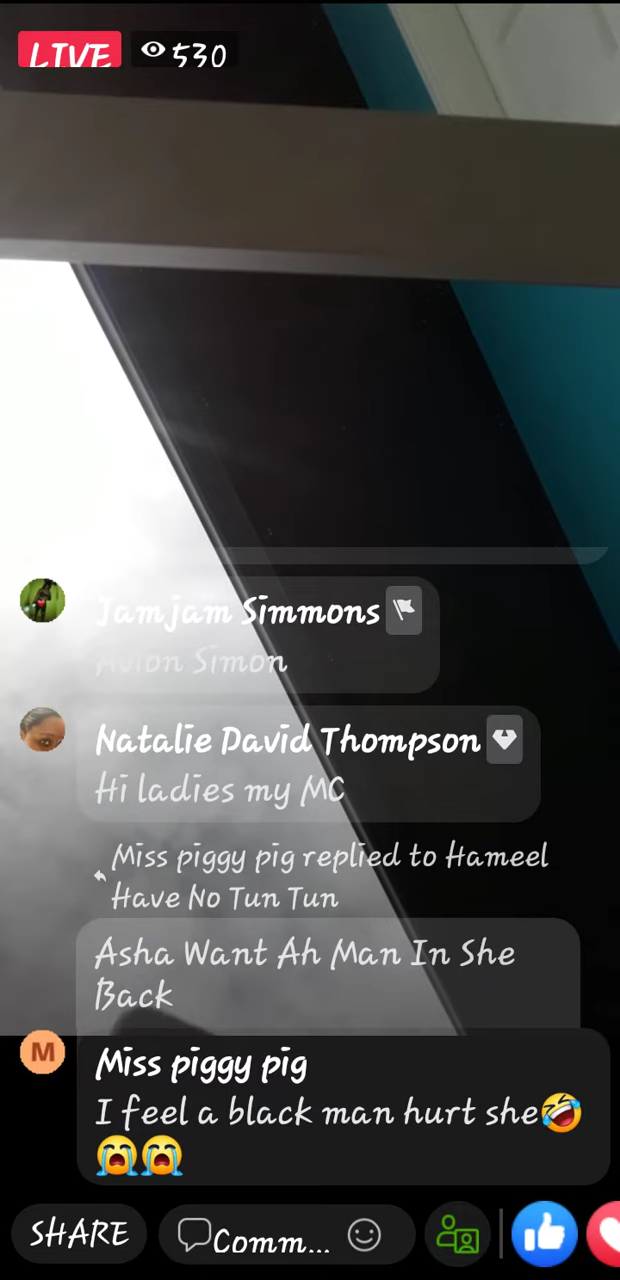 LIVE 530
Jamjam Simmons
Avion Simon
Natalie David Thompson
Hi ladies my MC
Miss piggy pig replied to Hameel
Have No Tun Tun
Asha Want Ah Man In She
Back
M
Miss piggy pig
I feel a black man hurt she🤣
😭😭
SHARE
Comm...